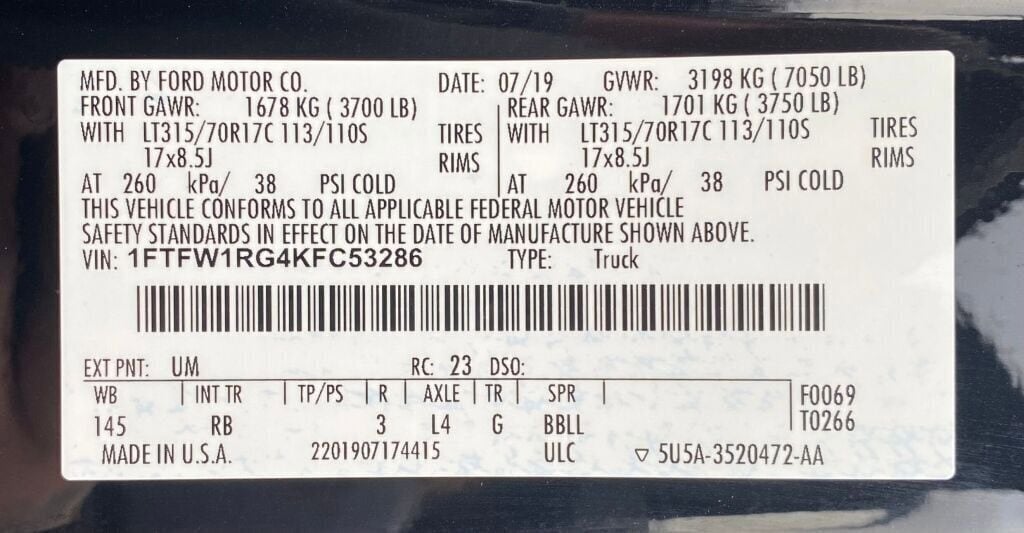 MFD. BY FORD MOTOR CO. DATE: 07/19 GVWR: 3198 KG ( 7050 LB)
FRONT GAWR: 1678 KG ( 3700 LB) REAR GAWR: 1701 KG ( 3750 LB)
WITH LT315/70R17C 113/110S TIRES WITH LT315/70R17C 113/110S TIRES
17x8.5J RIMS 17x8.5J RIMS
AT 260 kPa/ 38 PSI COLD AT 260 kPa/ 38 PSI COLD
THIS VEHICLE CONFORMS TO ALL APPLICABLE FEDERAL MOTOR VEHICLE
SAFETY STANDARDS IN EFFECT ON THE DATE OF MANUFACTURE SHOWN ABOVE.
VIN: 1FTFW1RG4KFC53286 TYPE: Truck
EXT PNT: UM RC: 23 DSO:
WB INT TR TP/PS R AXLE TR SPR F0069
145 RB 3 L4 G BBLL T0266
MADE IN U.S.A. 2201907174415 ULC ▽ 5U5A-3520472-AA